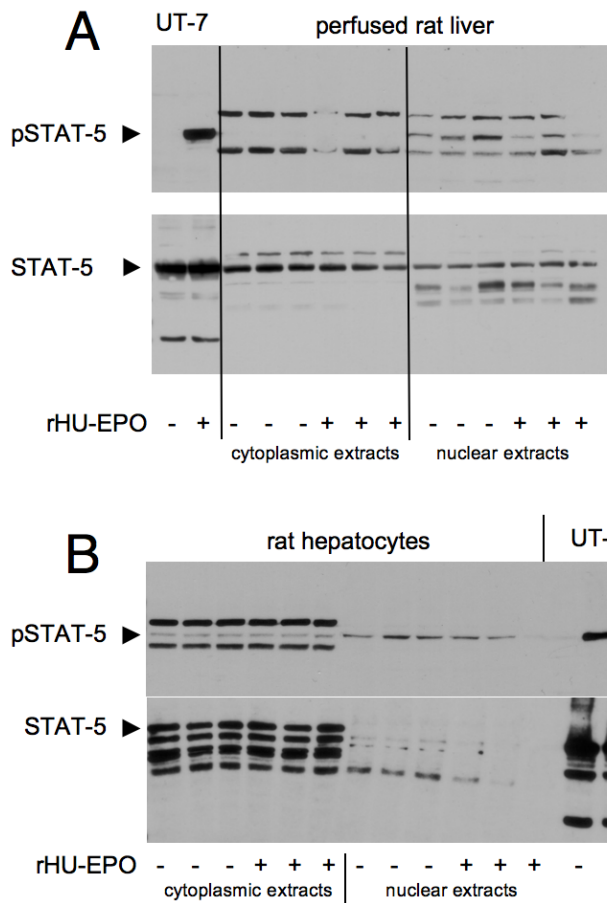 A
UT-7 perfused rat liver
pSTAT-5
STAT-5
rHU-EPO - + - - - + + + - - - + + +
cytoplasmic extracts nuclear extracts
B
rat hepatocytes UT-
pSTAT-5
STAT-5
rHU-EPO - - - + + + - - - + + + -
cytoplasmic extracts nuclear extracts